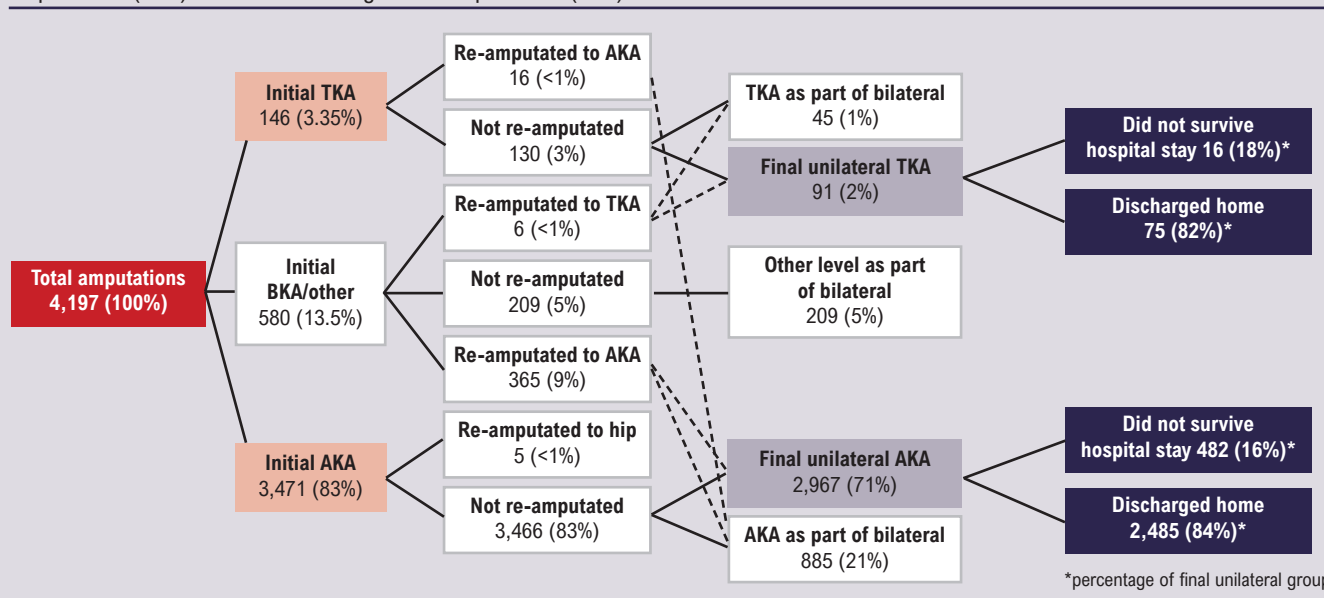 Re-amputated to AKA
16 (<1%)
Initial TKA
146 (3.35%)
Not re-amputated
130 (3%)
TKA as part of bilateral
45 (1%)
Final unilateral TKA
91 (2%)
Did not survive
hospital stay 16 (18%)*
Discharged home
75 (82%)*
Re-amputated to TKA
6 (<1%)
Total amputations
4,197 (100%)
Initial
BKA/other
580 (13.5%)
Not re-amputated
209 (5%)
Other level as part
of bilateral
209 (5%)
Re-amputated to AKA
365 (9%)
Re-amputated to hip
5 (<1%)
Initial AKA
3,471 (83%)
Not re-amputated
3,466 (83%)
Final unilateral AKA
2,967 (71%)
AKA as part of bilateral
885 (21%)
Did not survive
hospital stay 482 (16%)*
Discharged home
2,485 (84%)*
*percentage of final unilateral group